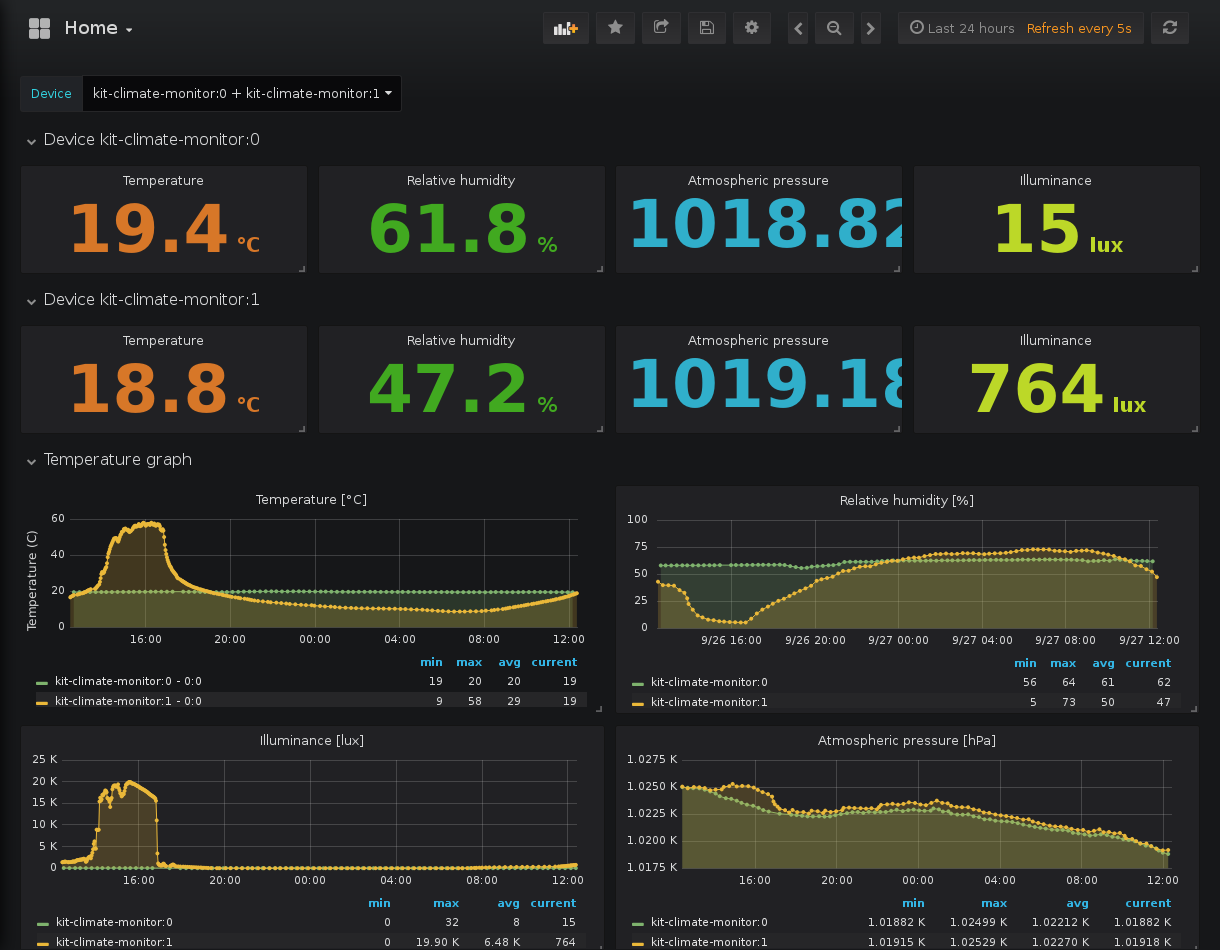 Home
Last 24 hours Refresh every 5s
Device kit-climate-monitor:0 + kit-climate-monitor:1
Device kit-climate-monitor:0
Temperature Relative humidity Atmospheric pressure Illuminance
19.4 °C 61.8 % 1018.82 15 lux
Device kit-climate-monitor:1
Temperature Relative humidity Atmospheric pressure Illuminance
18.8 °C 47.2 % 1019.18 764 lux
Temperature graph
Temperature [°C]
Temperature (C)
60
40
20
0
16:00 20:00 00:00 04:00 08:00 12:00
min max avg current
kit-climate-monitor:0 - 0:0 19 20 20 19
kit-climate-monitor:1 - 0:0 9 58 29 19
Relative humidity [%]
100
75
50
25
0
9/26 16:00 9/26 20:00 9/27 00:00 9/27 04:00 9/27 08:00 9/27 12:00
min max avg current
kit-climate-monitor:0 56 64 61 62
kit-climate-monitor:1 5 73 50 47
Illuminance [lux]
25 K
20 K
15 K
10 K
5 K
0
16:00 20:00 00:00 04:00 08:00 12:00
min max avg current
kit-climate-monitor:0 0 32 8 15
kit-climate-monitor:1 0 19.90 K 6.48 K 764
Atmospheric pressure [hPa]
1.0275 K
1.0250 K
1.0225 K
1.0200 K
1.0175 K
16:00 20:00 00:00 04:00 08:00 12:00
min max avg current
kit-climate-monitor:0 1.01882 K 1.02499 K 1.02212 K 1.01882 K
kit-climate-monitor:1 1.01915 K 1.02529 K 1.02270 K 1.01918 K